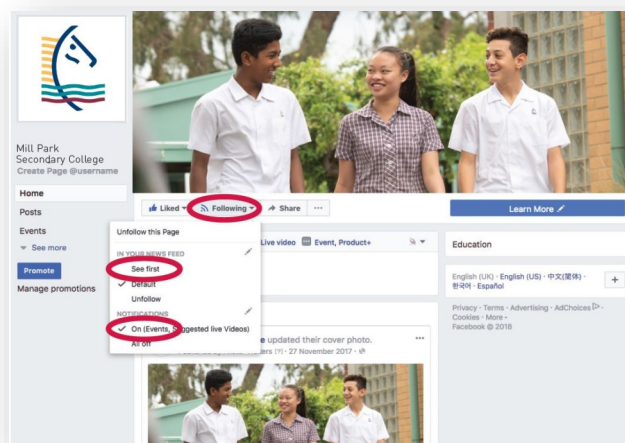 Mill Park
Secondary College
Create Page @username
Home
Posts
Events
See more
Promote
Manage promotions
Liked
Following
Share
Learn More
Unfollow this Page
IN YOUR NEWS FEED
See first
Default
Unfollow
NOTIFICATIONS
On (Events, Suggested live Videos)
All off
Live video
Event, Product+
updated their cover photo.
27 November 2017
Education
English (UK) · English (US) · 中文(简体) ·
한국어 · Español
Privacy · Terms · Advertising · AdChoices ·
Cookies · More
Facebook © 2018